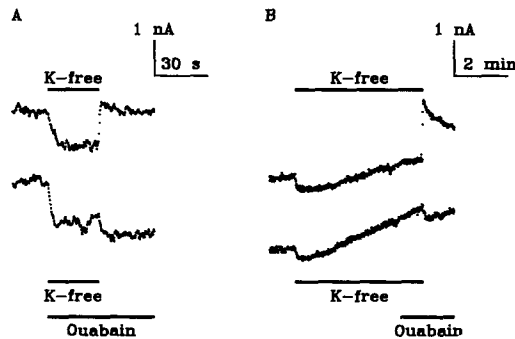 A
1 nA
30 s
K-free
K-free
Ouabain
B
1 nA
2 min
K-free
K-free
Ouabain